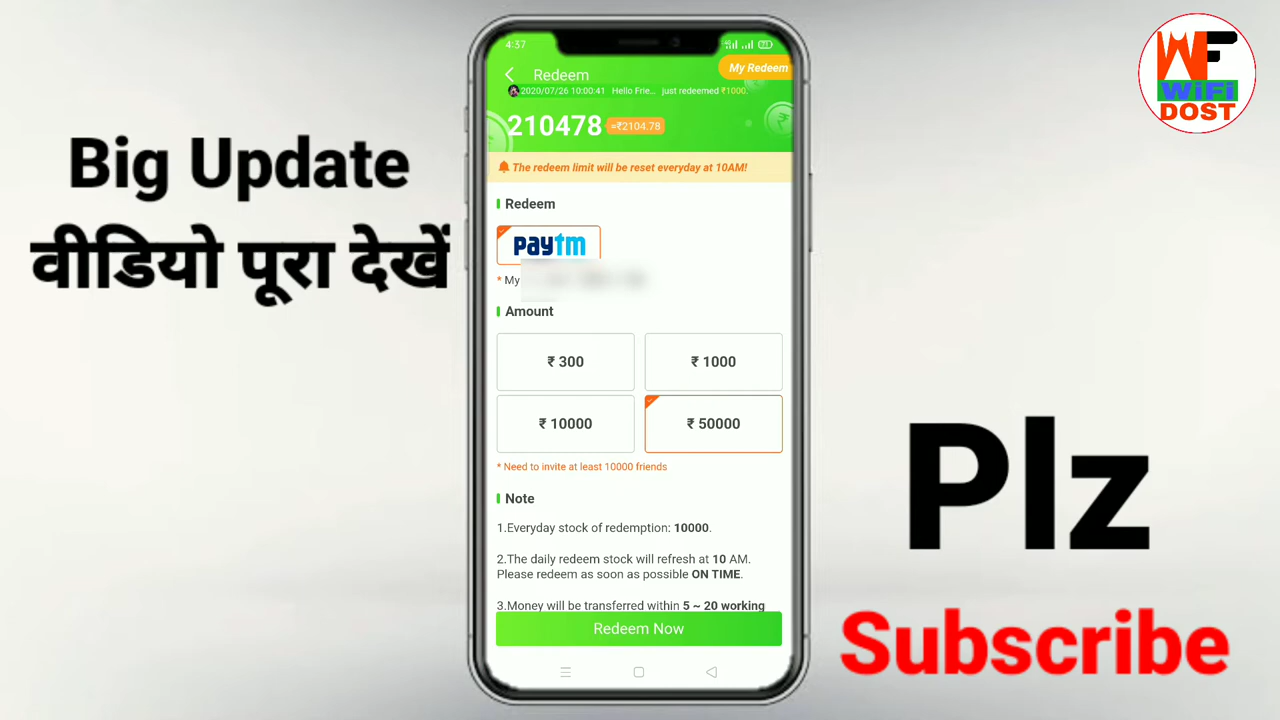 Big Update
वीडियो पूरा देखें
4:37
Redeem
My Redeem
2020/07/26 10:00:41 Hello Frie... just redeemed ₹1000.
210478 ≈₹2104.78
The redeem limit will be reset everyday at 10AM!
Redeem
paytm
* My
Amount
₹ 300
₹ 1000
₹ 10000
₹ 50000
* Need to invite at least 10000 friends
Note
1.Everyday stock of redemption: 10000.
2.The daily redeem stock will refresh at 10 AM.
Please redeem as soon as possible ON TIME.
3.Money will be transferred within 5 ~ 20 working
Redeem Now
WF
WiFi
DOST
Plz
Subscribe